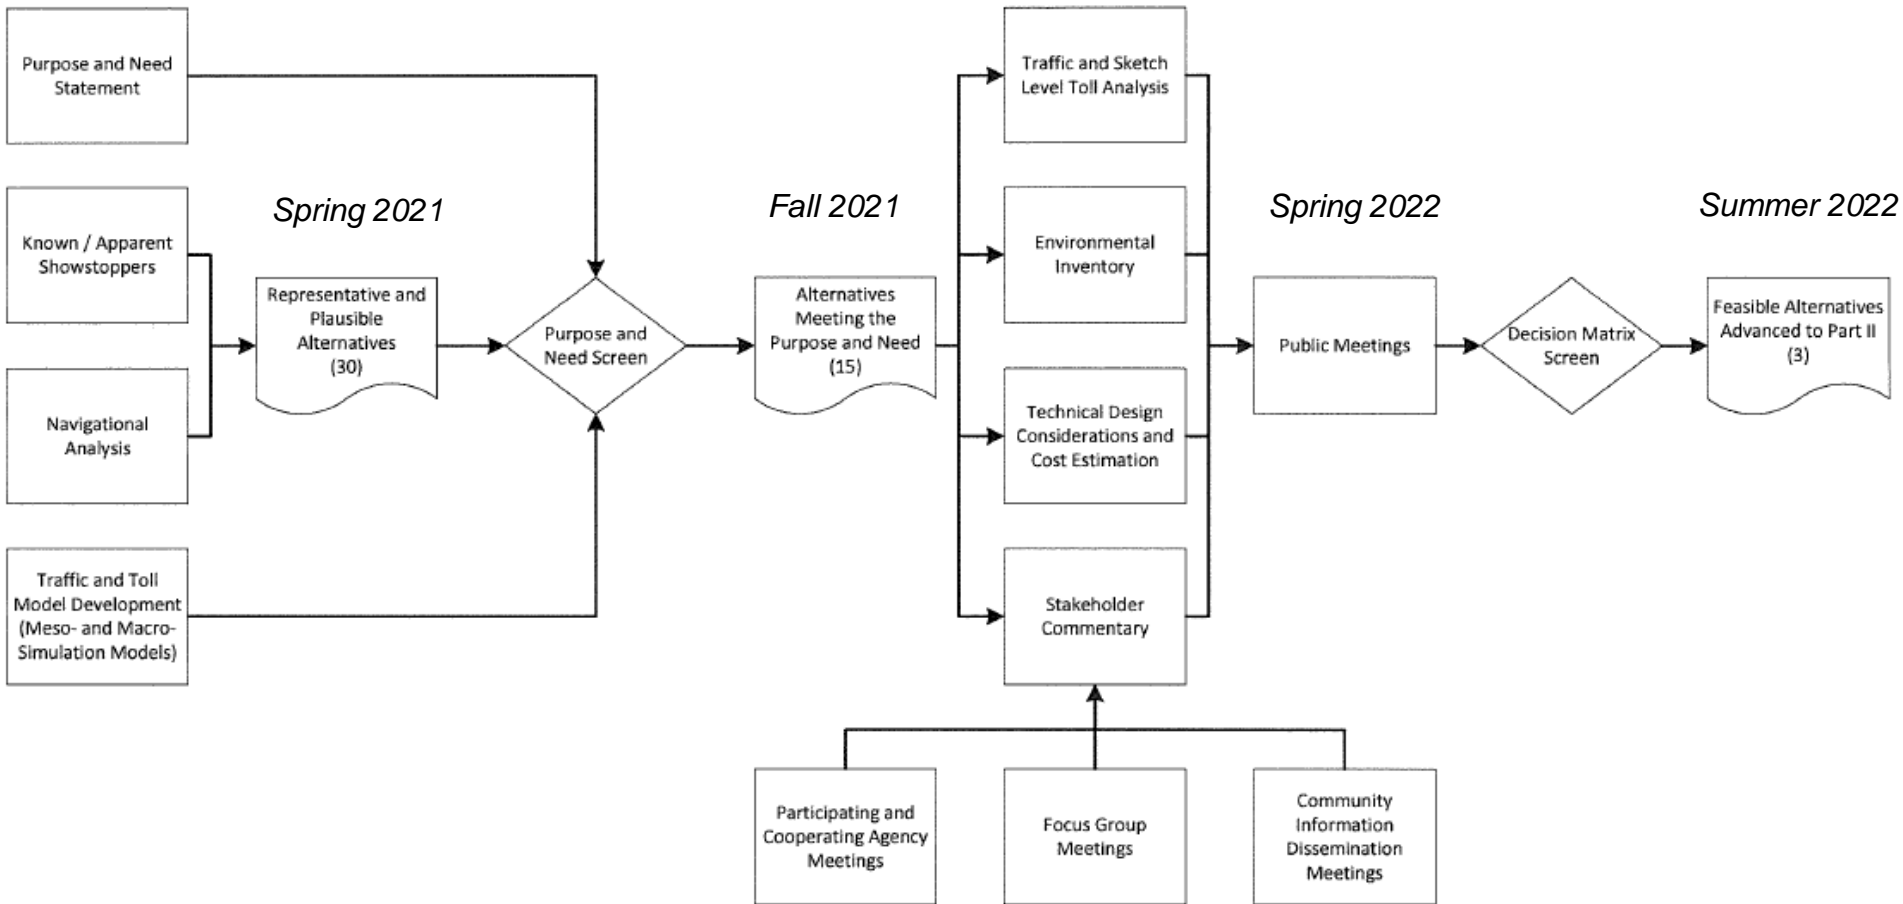 Purpose and Need
Statement
Known / Apparent
Showstoppers
Navigational
Analysis
Traffic and Toll
Model Development
(Meso- and Macro-
Simulation Models)
Spring 2021
Representative and
Plausible
Alternatives
(30)
Purpose and
Need Screen
Fall 2021
Alternatives
Meeting the
Purpose and Need
(15)
Traffic and Sketch
Level Toll Analysis
Environmental
Inventory
Technical Design
Considerations and
Cost Estimation
Stakeholder
Commentary
Participating and
Cooperating Agency
Meetings
Focus Group
Meetings
Community
Information
Dissemination
Meetings
Spring 2022
Public Meetings
Decision Matrix
Screen
Summer 2022
Feasible Alternatives
Advanced to Part II
(3)